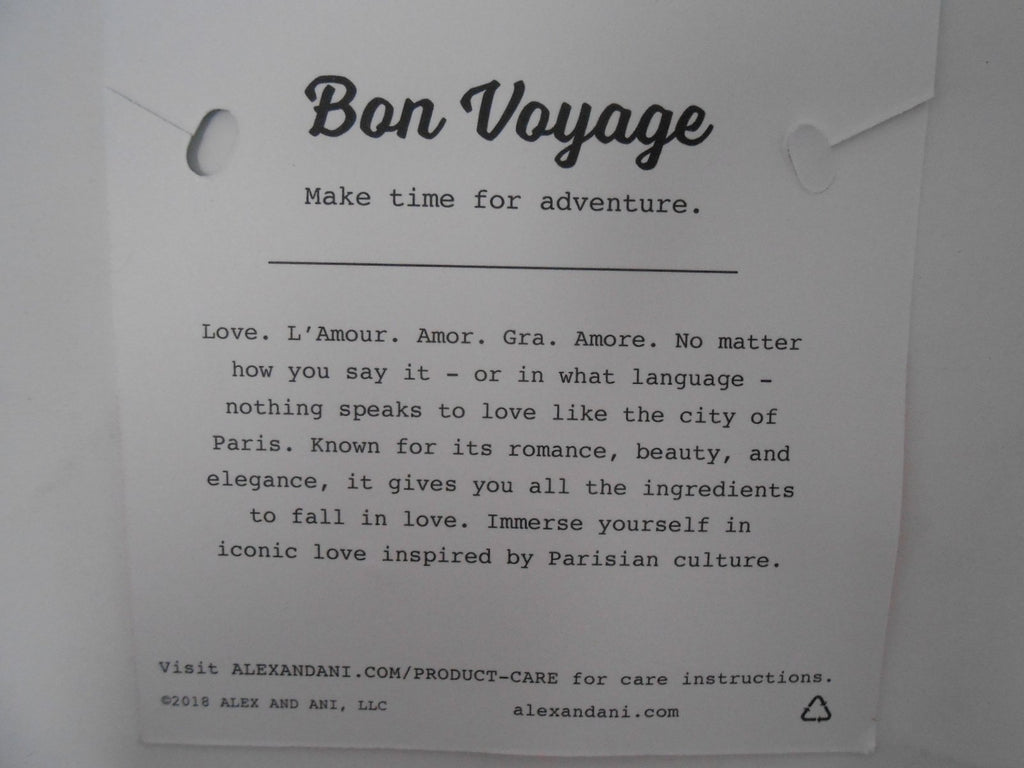 Bon Voyage
Make time for adventure.
Love. L'Amour. Amor. Gra. Amore. No matter
how you say it – or in what language –
nothing speaks to love like the city of
Paris. Known for its romance, beauty, and
elegance, it gives you all the ingredients
to fall in love. Immerse yourself in
iconic love inspired by Parisian culture.
Visit ALEXANDANI.COM/PRODUCT-CARE for care instructions.
©2018 ALEX AND ANI, LLC alexandani.com